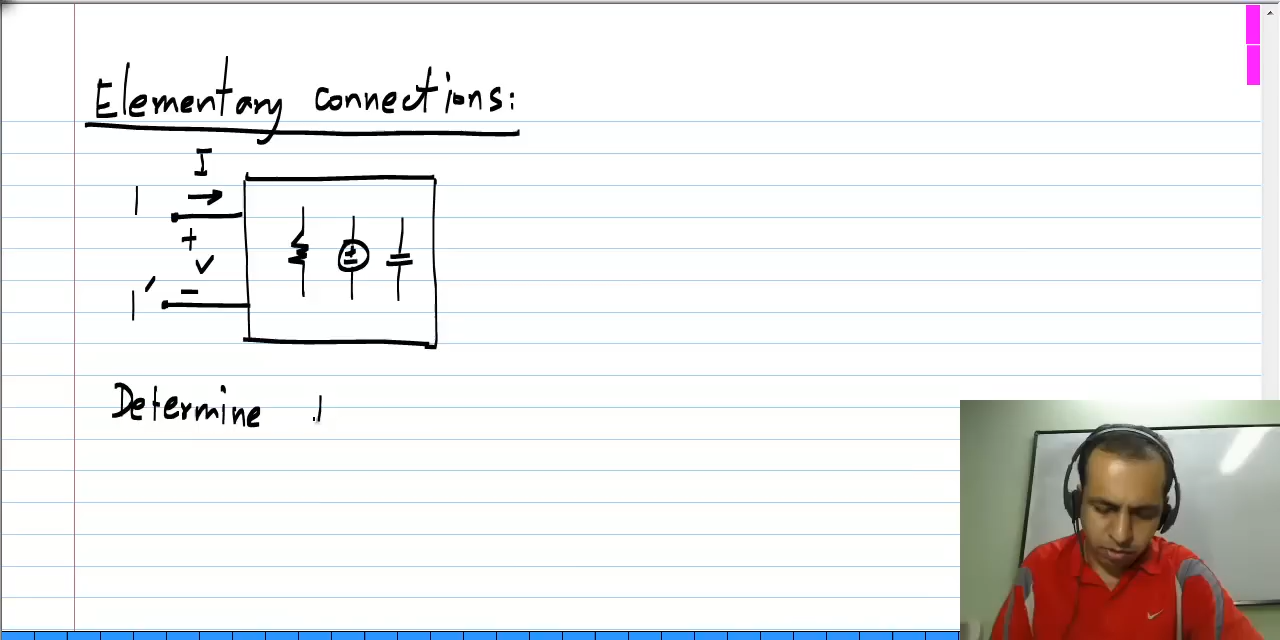 Elementary connections:
I
1
+
V
-
1'
±
Determine